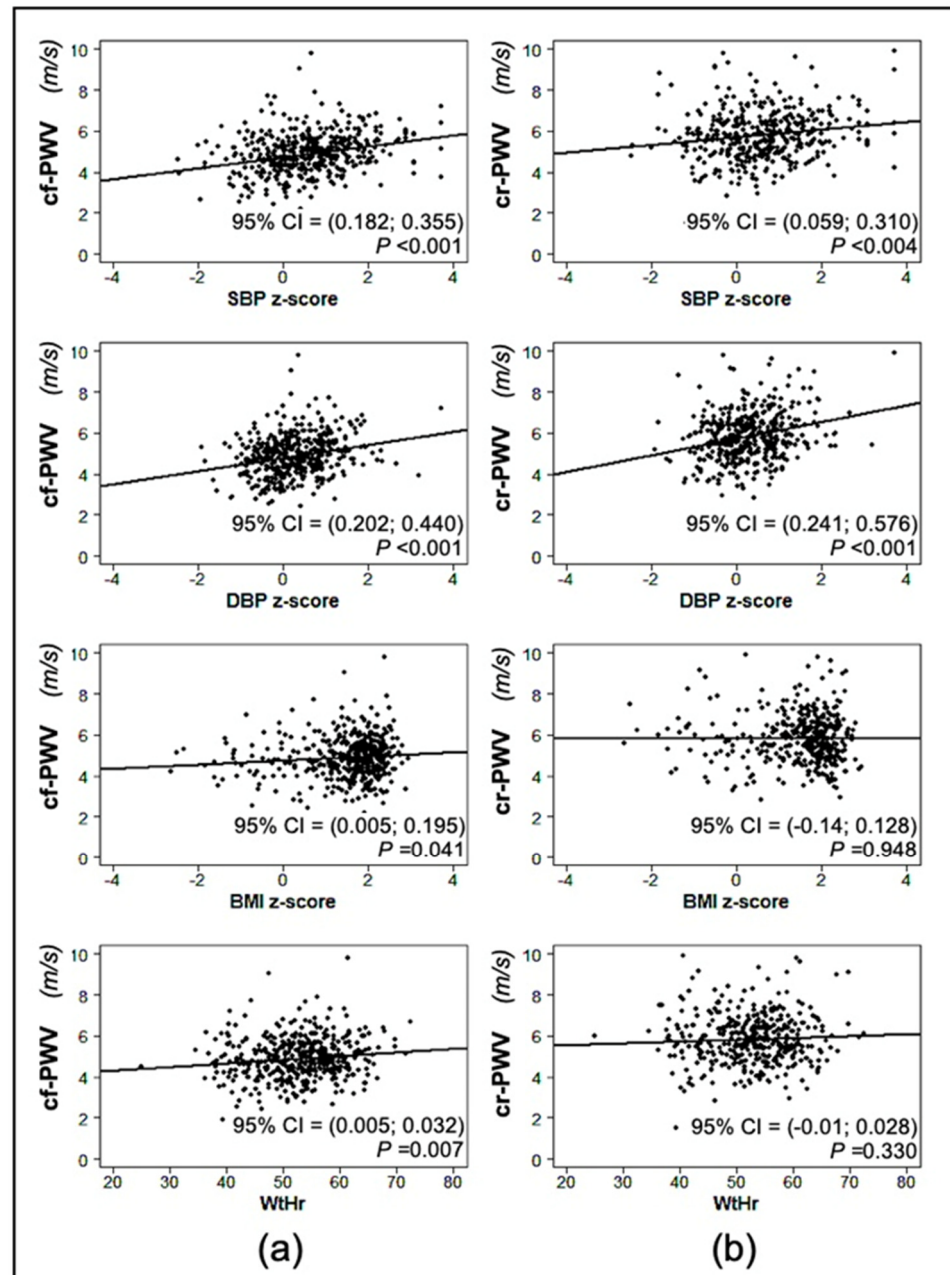 10
8
6
4
2
0
cf-PWV (m/s)
95% CI = (0.182; 0.355)
P <0.001
-4 -2 0 2 4
SBP z-score
10
8
6
4
2
0
cr-PWV (m/s)
95% CI = (0.059; 0.310)
P <0.004
-4 -2 0 2 4
SBP z-score
10
8
6
4
2
0
cf-PWV (m/s)
95% CI = (0.202; 0.440)
P <0.001
-4 -2 0 2 4
DBP z-score
10
8
6
4
2
0
cr-PWV (m/s)
95% CI = (0.241; 0.576)
P <0.001
-4 -2 0 2 4
DBP z-score
10
8
6
4
2
0
cf-PWV (m/s)
95% CI = (0.005; 0.195)
P =0.041
-4 -2 0 2 4
BMI z-score
10
8
6
4
2
0
cr-PWV (m/s)
95% CI = (-0.14; 0.128)
P =0.948
-4 -2 0 2 4
BMI z-score
10
8
6
4
2
0
cf-PWV (m/s)
95% CI = (0.005; 0.032)
P =0.007
20 30 40 50 60 70 80
WtHr
10
8
6
4
2
0
cr-PWV (m/s)
95% CI = (-0.01; 0.028)
P =0.330
20 30 40 50 60 70 80
WtHr
(a)
(b)